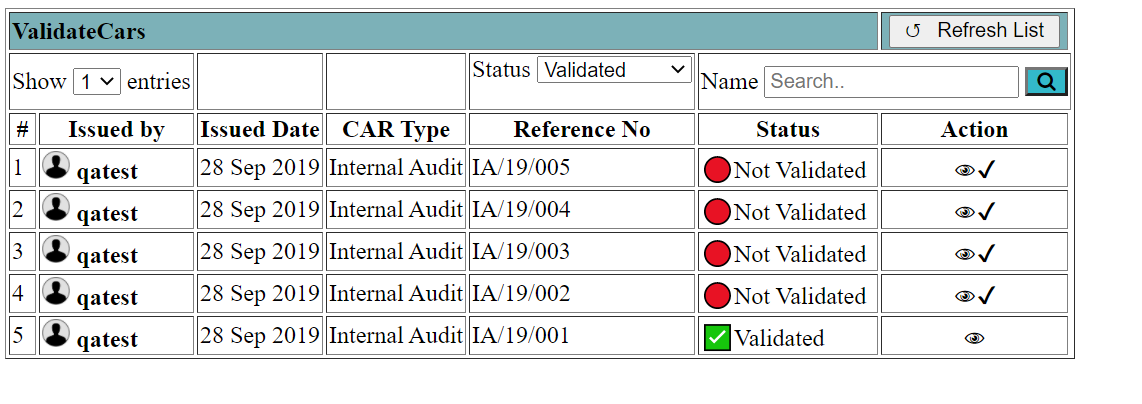 ValidateCars ↺ Refresh List
Show 1 entries Status Validated Name Search..
# Issued by Issued Date CAR Type Reference No Status Action
1 qatest 28 Sep 2019 Internal Audit IA/19/005 Not Validated
2 qatest 28 Sep 2019 Internal Audit IA/19/004 Not Validated
3 qatest 28 Sep 2019 Internal Audit IA/19/003 Not Validated
4 qatest 28 Sep 2019 Internal Audit IA/19/002 Not Validated
5 qatest 28 Sep 2019 Internal Audit IA/19/001 Validated